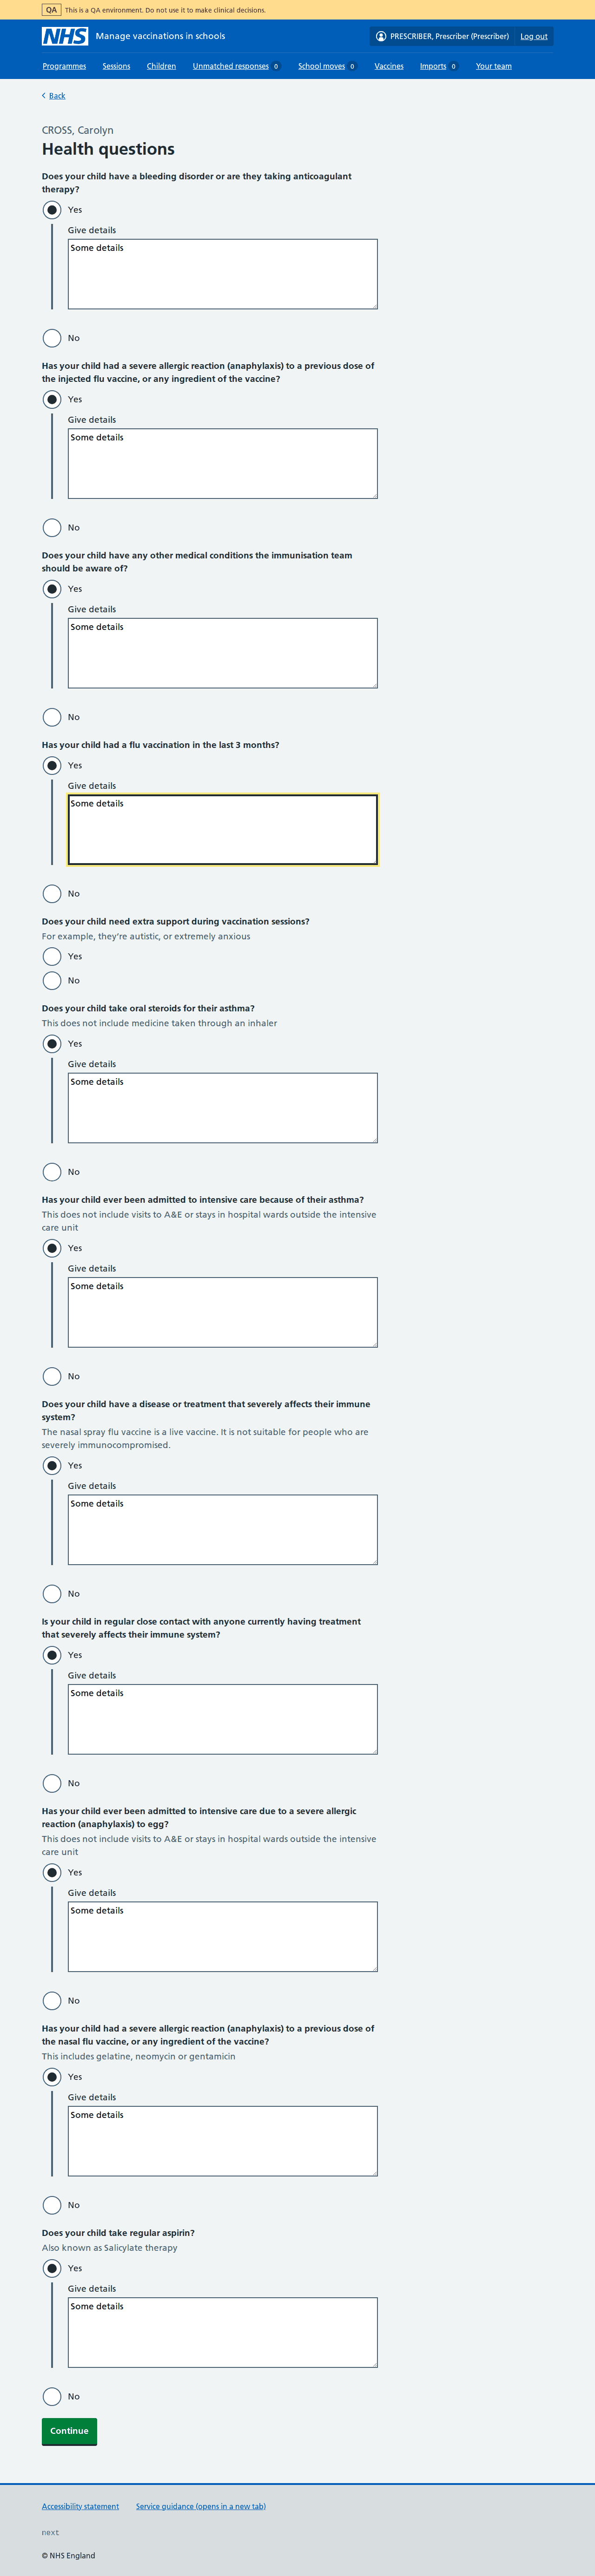 QA This is a QA environment. Do not use it to make clinical decisions.
NHS Manage vaccinations in schools PRESCRIBER, Prescriber (Prescriber) Log out
Programmes Sessions Children Unmatched responses 0 School moves 0 Vaccines Imports 0 Your team
Back
CROSS, Carolyn
Health questions
Does your child have a bleeding disorder or are they taking anticoagulant
therapy?
Yes
Give details
Some details
No
Has your child had a severe allergic reaction (anaphylaxis) to a previous dose of
the injected flu vaccine, or any ingredient of the vaccine?
Yes
Give details
Some details
No
Does your child have any other medical conditions the immunisation team
should be aware of?
Yes
Give details
Some details
No
Has your child had a flu vaccination in the last 3 months?
Yes
Give details
Some details
No
Does your child need extra support during vaccination sessions?
For example, they’re autistic, or extremely anxious
Yes
No
Does your child take oral steroids for their asthma?
This does not include medicine taken through an inhaler
Yes
Give details
Some details
No
Has your child ever been admitted to intensive care because of their asthma?
This does not include visits to A&E or stays in hospital wards outside the intensive
care unit
Yes
Give details
Some details
No
Does your child have a disease or treatment that severely affects their immune
system?
The nasal spray flu vaccine is a live vaccine. It is not suitable for people who are
severely immunocompromised.
Yes
Give details
Some details
No
Is your child in regular close contact with anyone currently having treatment
that severely affects their immune system?
Yes
Give details
Some details
No
Has your child ever been admitted to intensive care due to a severe allergic
reaction (anaphylaxis) to egg?
This does not include visits to A&E or stays in hospital wards outside the intensive
care unit
Yes
Give details
Some details
No
Has your child had a severe allergic reaction (anaphylaxis) to a previous dose of
the nasal flu vaccine, or any ingredient of the vaccine?
This includes gelatine, neomycin or gentamicin
Yes
Give details
Some details
No
Does your child take regular aspirin?
Also known as Salicylate therapy
Yes
Give details
Some details
No
Continue
Accessibility statement Service guidance (opens in a new tab)
next
© NHS England